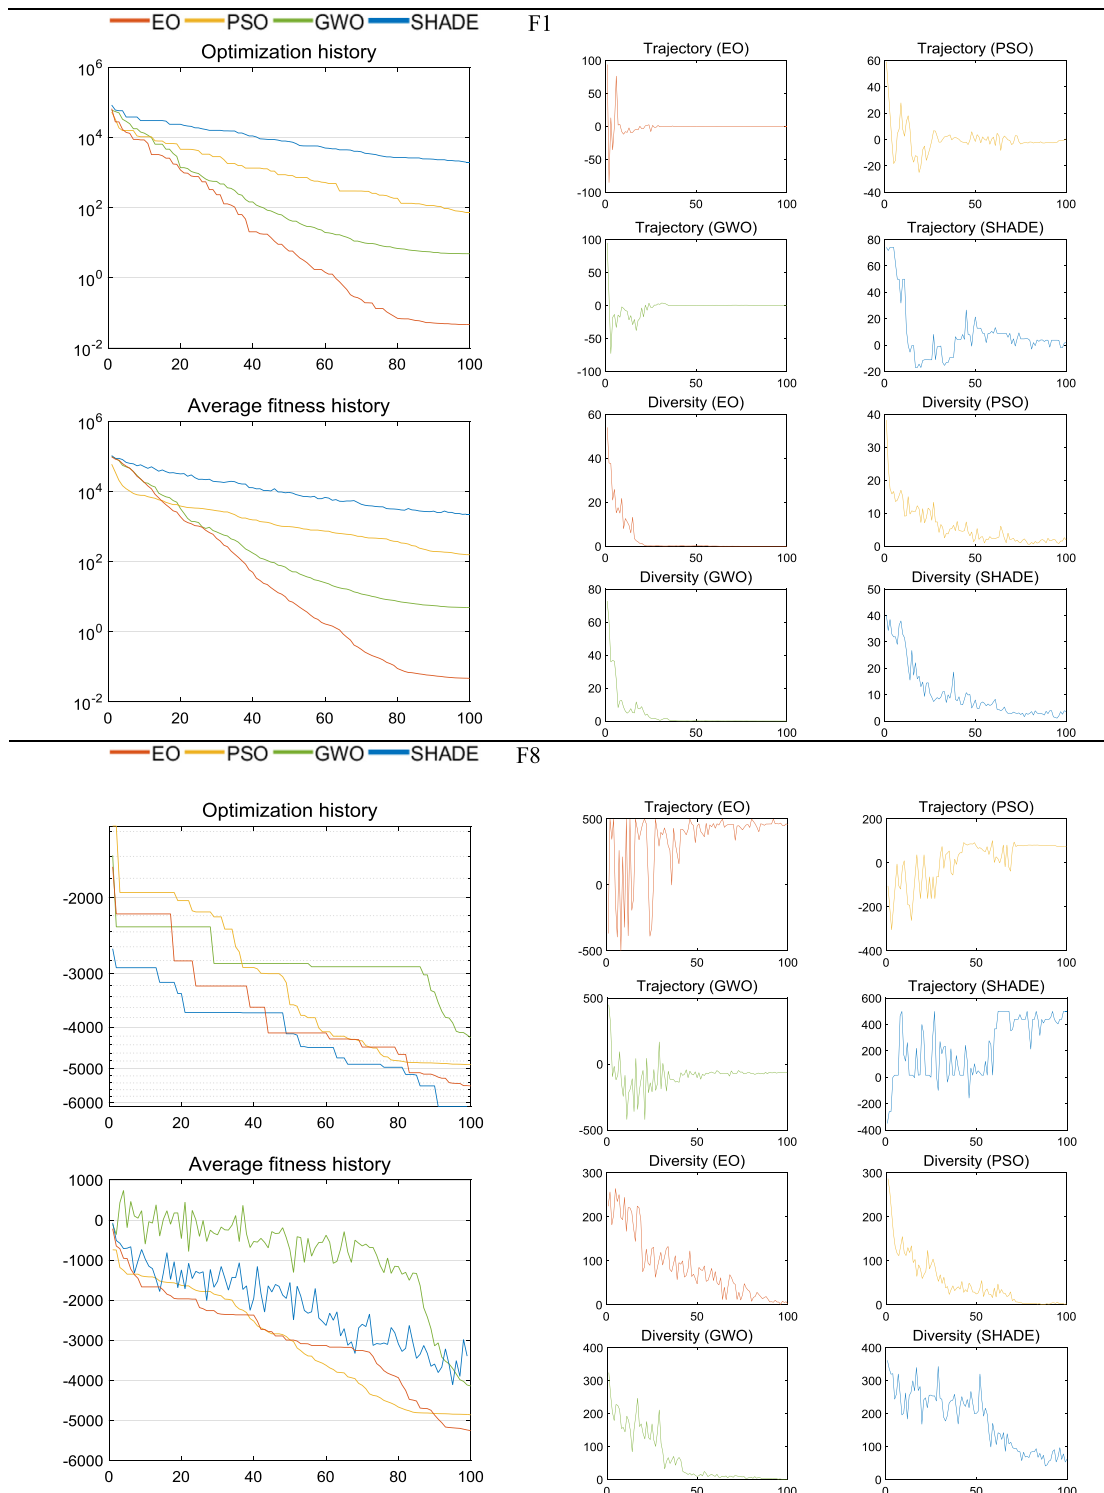 EO PSO GWO SHADE F1
Optimization history
10^6
10^4
10^2
10^0
10^-2
0 20 40 60 80 100
Average fitness history
10^6
10^4
10^2
10^0
10^-2
0 20 40 60 80 100
Trajectory (EO)
100
50
0
-50
-100
0 50 100
Trajectory (PSO)
60
40
20
0
-20
-40
0 50 100
Trajectory (GWO)
100
50
0
-50
-100
0 50 100
Trajectory (SHADE)
80
60
40
20
0
-20
0 50 100
Diversity (EO)
60
40
20
0
0 50 100
Diversity (PSO)
40
30
20
10
0
0 50 100
Diversity (GWO)
80
60
40
20
0
0 50 100
Diversity (SHADE)
50
40
30
20
10
0
0 50 100
EO PSO GWO SHADE F8
Optimization history
-2000
-3000
-4000
-5000
-6000
0 20 40 60 80 100
Average fitness history
1000
0
-1000
-2000
-3000
-4000
-5000
-6000
0 20 40 60 80 100
Trajectory (EO)
500
0
-500
0 50 100
Trajectory (PSO)
200
0
-200
-400
0 50 100
Trajectory (GWO)
500
0
-500
0 50 100
Trajectory (SHADE)
600
400
200
0
-200
-400
0 50 100
Diversity (EO)
300
200
100
0
0 50 100
Diversity (PSO)
300
200
100
0
0 50 100
Diversity (GWO)
400
300
200
100
0
0 50 100
Diversity (SHADE)
400
300
200
100
0
0 50 100